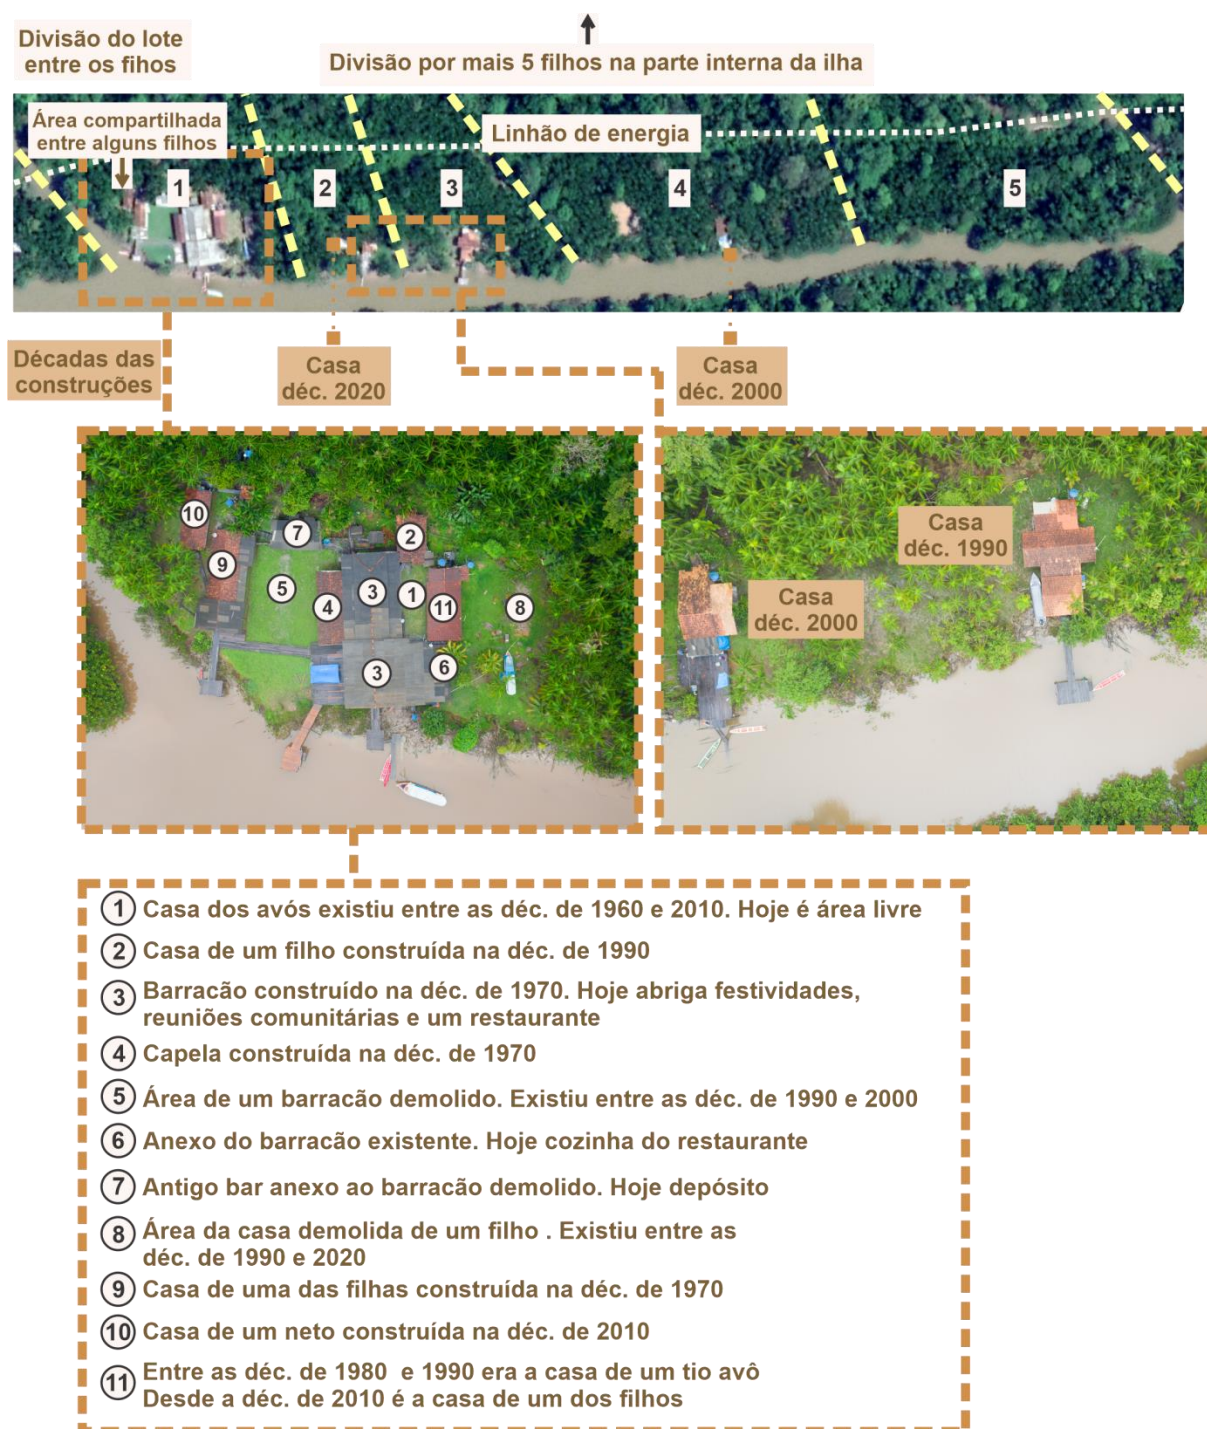 Divisão do lote
entre os fihos
Divisão por mais 5 filhos na parte interna da ilha
Área compartilhada
entre alguns filhos
Linhão de energia
1
2
3
4
5
Décadas das
construções
Casa
déc. 2020
Casa
déc. 2000
10
9
7
5
4
3
2
1
11
8
3
6
Casa
déc. 1990
Casa
déc. 2000
1 Casa dos avós existiu entre as déc. de 1960 e 2010. Hoje é área livre
2 Casa de um filho construída na déc. de 1990
3 Barracão construído na déc. de 1970. Hoje abriga festividades,
reuniões comunitárias e um restaurante
4 Capela construída na déc. de 1970
5 Área de um barracão demolido. Existiu entre as déc. de 1990 e 2000
6 Anexo do barracão existente. Hoje cozinha do restaurante
7 Antigo bar anexo ao barracão demolido. Hoje depósito
8 Área da casa demolida de um filho . Existiu entre as
déc. de 1990 e 2020
9 Casa de uma das filhas construída na déc. de 1970
10 Casa de um neto construída na déc. de 2010
11 Entre as déc. de 1980 e 1990 era a casa de um tio avô
Desde a déc. de 2010 é a casa de um dos filhos